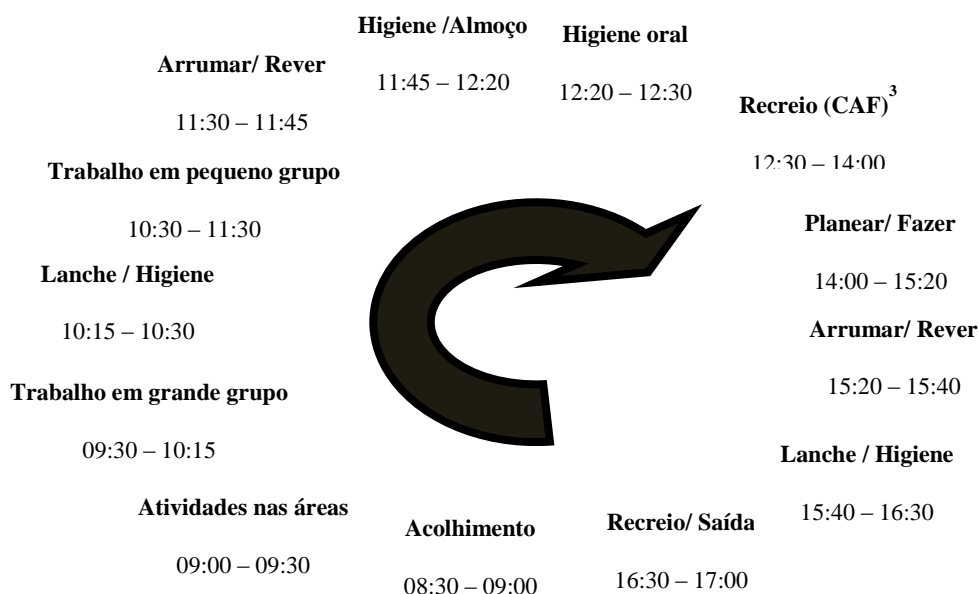 Higiene /Almoço
11:45 – 12:20
Higiene oral
12:20 – 12:30
Arrumar/ Rever
11:30 – 11:45
Recreio (CAF)³
12:30 – 14:00
Trabalho em pequeno grupo
10:30 – 11:30
Planear/ Fazer
14:00 – 15:20
Lanche / Higiene
10:15 – 10:30
Arrumar/ Rever
15:20 – 15:40
Trabalho em grande grupo
09:30 – 10:15
Lanche / Higiene
15:40 – 16:30
Atividades nas áreas
09:00 – 09:30
Acolhimento
08:30 – 09:00
Recreio/ Saída
16:30 – 17:00